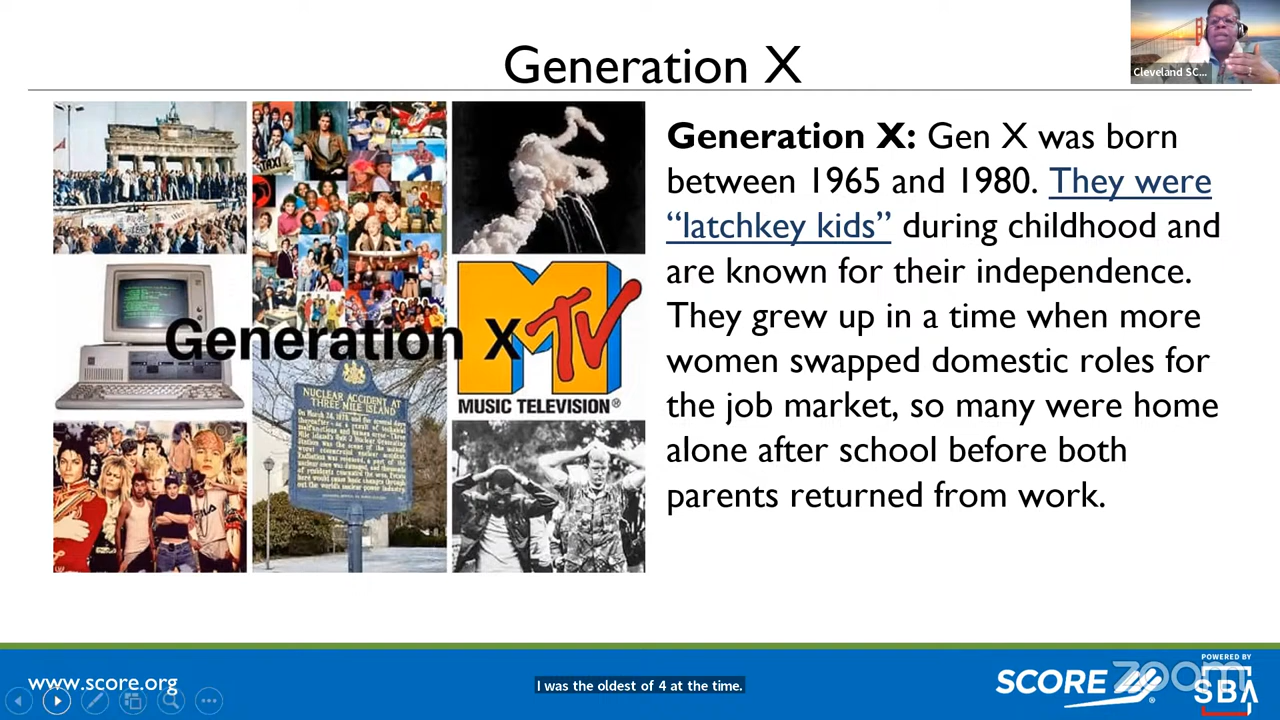 Generation X
Cleveland SC...
Generation X: Gen X was born
between 1965 and 1980. They were
“latchkey kids” during childhood and
are known for their independence.
They grew up in a time when more
women swapped domestic roles for
the job market, so many were home
alone after school before both
parents returned from work.
TAXI
Generation X
MTV
MUSIC TELEVISION®
NUCLEAR ACCIDENT AT
THREE MILE ISLAND
www.score.org
I was the oldest of 4 at the time.
SCORE
POWERED BY
SBA
zoom